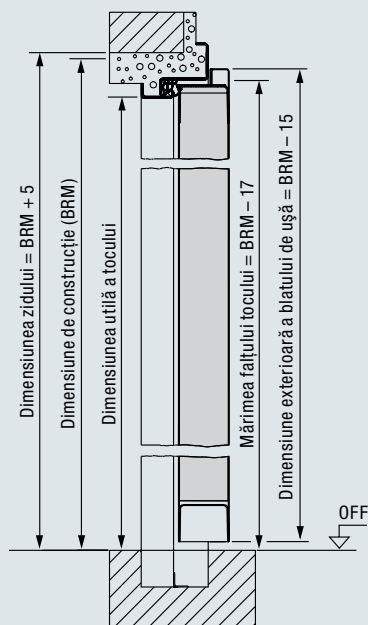 Dimensiunea zidului = BRM + 5
Dimensiune de construcție (BRM)
Dimensiunea utilă a tocului
Mărimea falțului tocului = BRM – 17
Dimensiune exterioară a blatului de ușă = BRM – 15
OFF